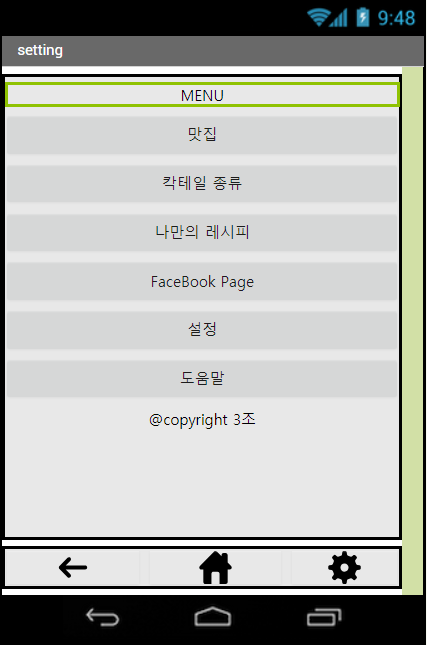 9:48
setting
MENU
맛집
칵테일 종류
나만의 레시피
FaceBook Page
설정
도움말
@copyright 3조